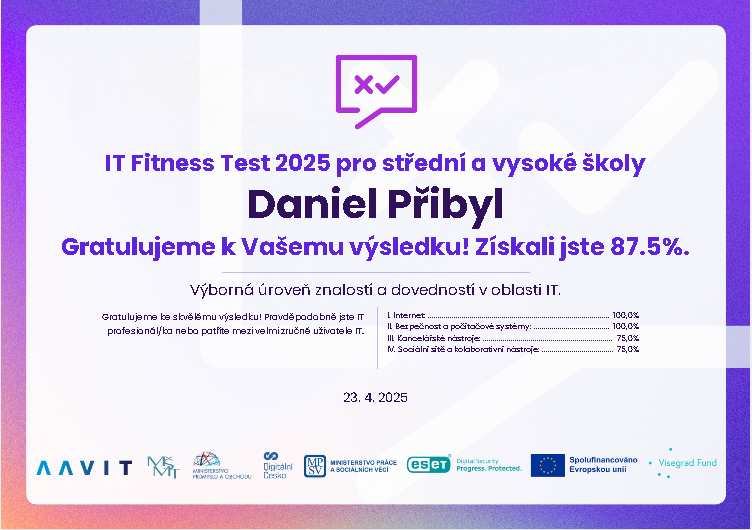 IT Fitness Test 2025 pro střední a vysoké školy
Daniel Přibyl
Gratulujeme k Vašemu výsledku! Získali jste 87.5%.
Výborná úroveň znalostí a dovedností v oblasti IT.
Gratulujeme ke skvělému výsledku! Pravděpodobně jste IT
profesionál/ka nebo patříte mezi velmi zručné uživatele IT.
I. Internet: 100,0%
II. Bezpečnost a počítačové systémy: 100,0%
III. Kancelářské nástroje: 75,0%
IV. Sociální sítě a kolaborativní nástroje: 75,0%
23. 4. 2025
AAVIT
MŠMT
MINISTERSTVO
PRŮMYSLU A OBCHODU
Digitální
Česko
MPSV
MINISTERSTVO PRÁCE
A SOCIÁLNÍCH VĚCÍ
eseT
Digital Security
Progress. Protected.
Spolufinancováno
Evropskou unií
Visegrad Fund